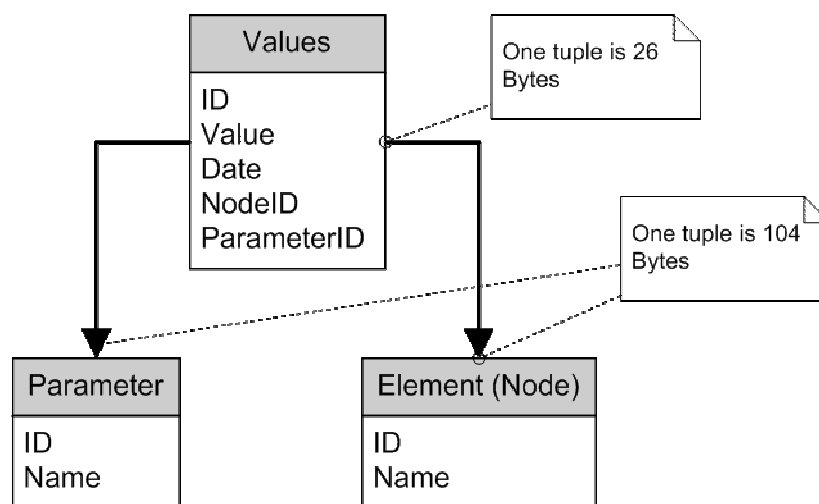 Values
ID
Value
Date
NodeID
ParameterID
One tuple is 26
Bytes
One tuple is 104
Bytes
Parameter
ID
Name
Element (Node)
ID
Name